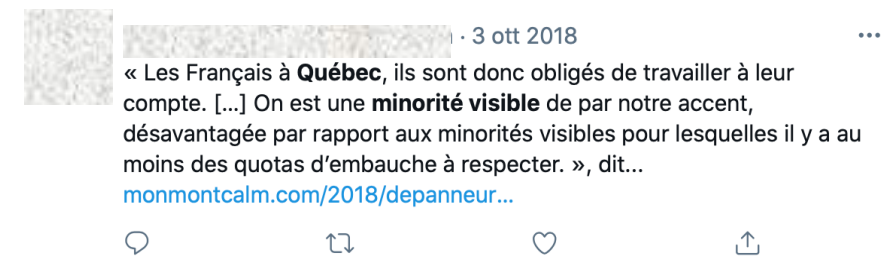 · 3 ott 2018
« Les Français à Québec, ils sont donc obligés de travailler à leur
compte. [...] On est une minorité visible de par notre accent,
désavantagée par rapport aux minorités visibles pour lesquelles il y a au
moins des quotas d’embauche à respecter. », dit...
monmontcalm.com/2018/depanneur...